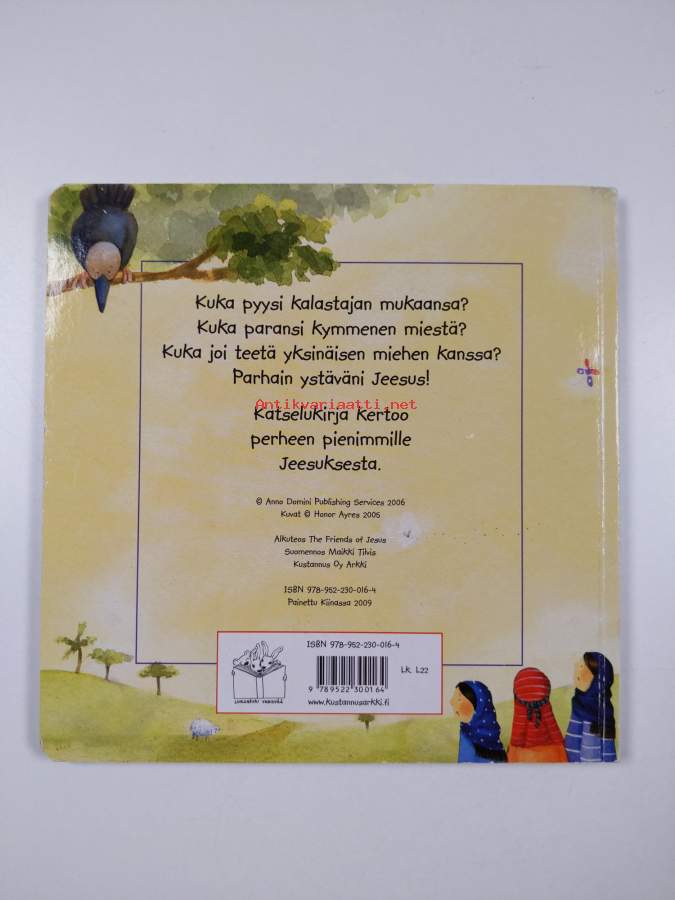 Kuka pyysi kalastajan mukaansa?
Kuka paransi kymmenen miestä?
Kuka joi teetä yksinäisen miehen kanssa?
Parhain ystäväni Jeesus!
Antikvariaatti.net
Katselukirja kertoo
perheen pienimmille
Jeesuksesta.
© Anno Domini Publishing Services 2006
Kuvat © Honor Ayres 2005
Alkuteos The Friends of Jesus
Suomennos Maikki Tilvis
Kustannus Oy Arkki
ISBN 978-952-230-016-4
Painettu Kiinassa 2009
ISBN 978-952-230-016-4
Lk. L22
9 789522 300164
www.kustannusarkki.fi